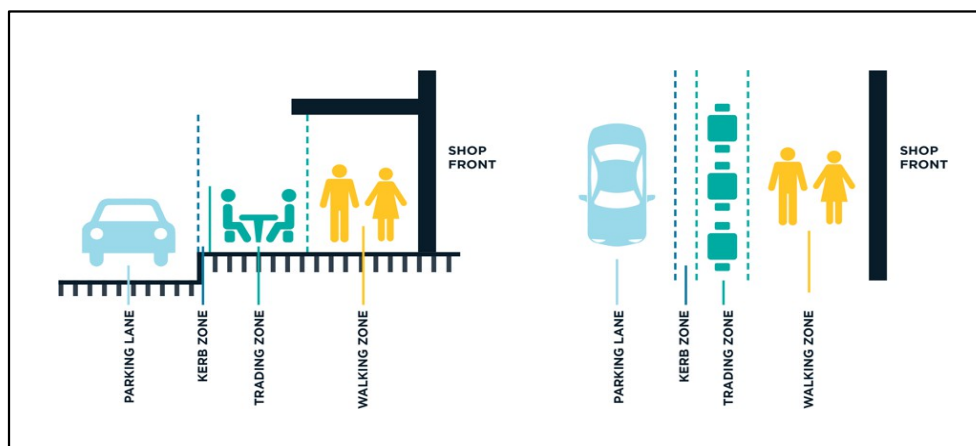 SHOP
FRONT
PARKING LANE
KERB ZONE
TRADING ZONE
WALKING ZONE
SHOP
FRONT
PARKING LANE
KERB ZONE
TRADING ZONE
WALKING ZONE